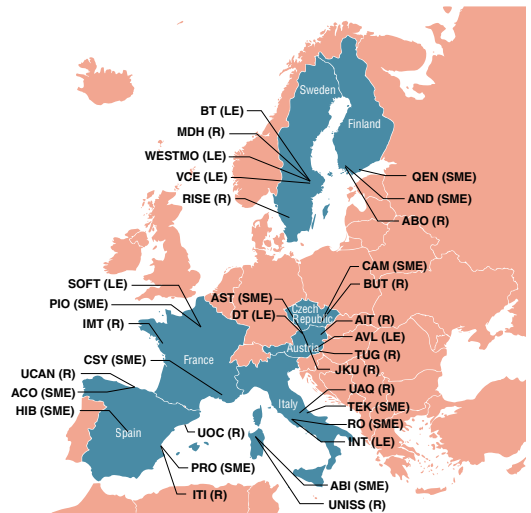 Sweden
BT (LE)
Finland
MDH (R)
WESTMO (LE)
VCE (LE)
RISE (R)
QEN (SME)
AND (SME)
ABO (R)
CAM (SME)
BUT (R)
SOFT (LE)
AST (SME)
PIO (SME)
DT (LE)
Czech
Republic
IMT (R)
AIT (R)
AVL (LE)
Austria
TUG (R)
CSY (SME)
France
JKU (R)
UCAN (R)
UAQ (R)
ACO (SME)
TEK (SME)
HIB (SME)
Italy
RO (SME)
Spain
UOC (R)
INT (LE)
PRO (SME)
ABI (SME)
ITI (R)
UNISS (R)